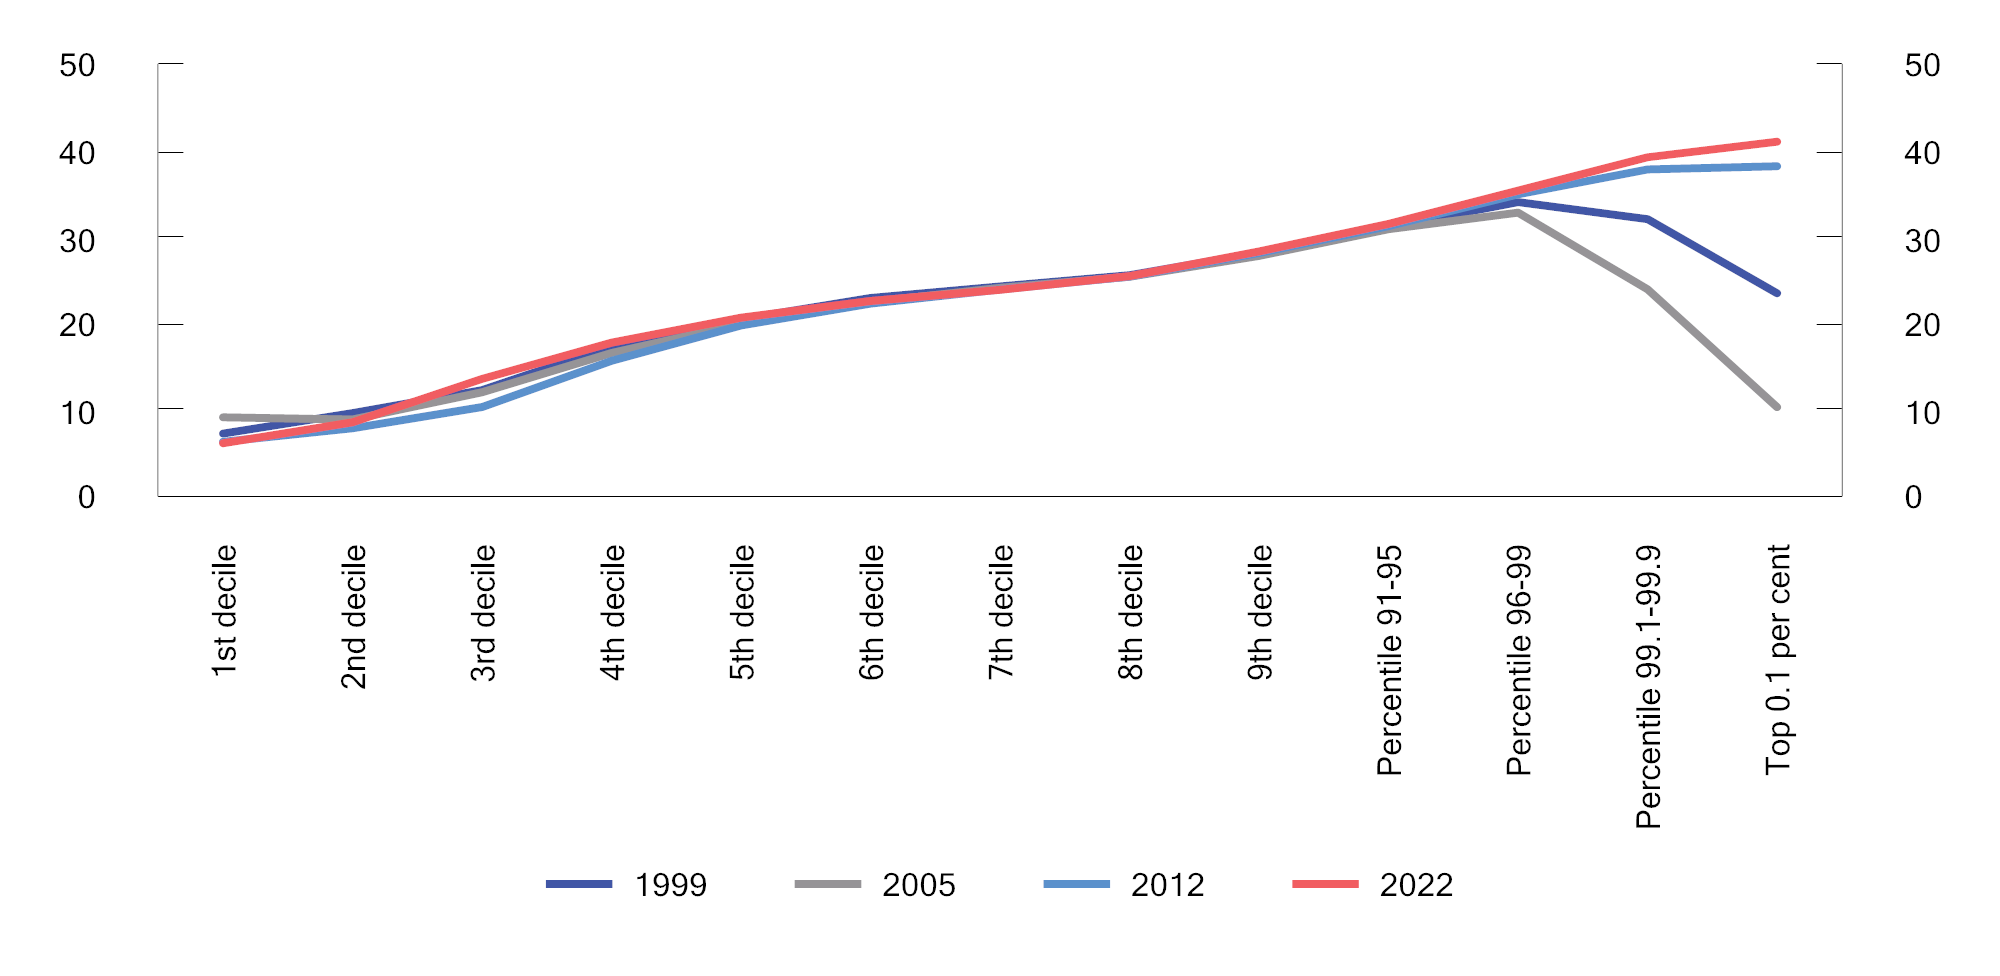 50 50
40 40
30 30
20 20
10 10
0 0
1st decile
2nd decile
3rd decile
4th decile
5th decile
6th decile
7th decile
8th decile
9th decile
Percentile 91-95
Percentile 96-99
Percentile 99.1-99.9
Top 0.1 per cent
1999 2005 2012 2022